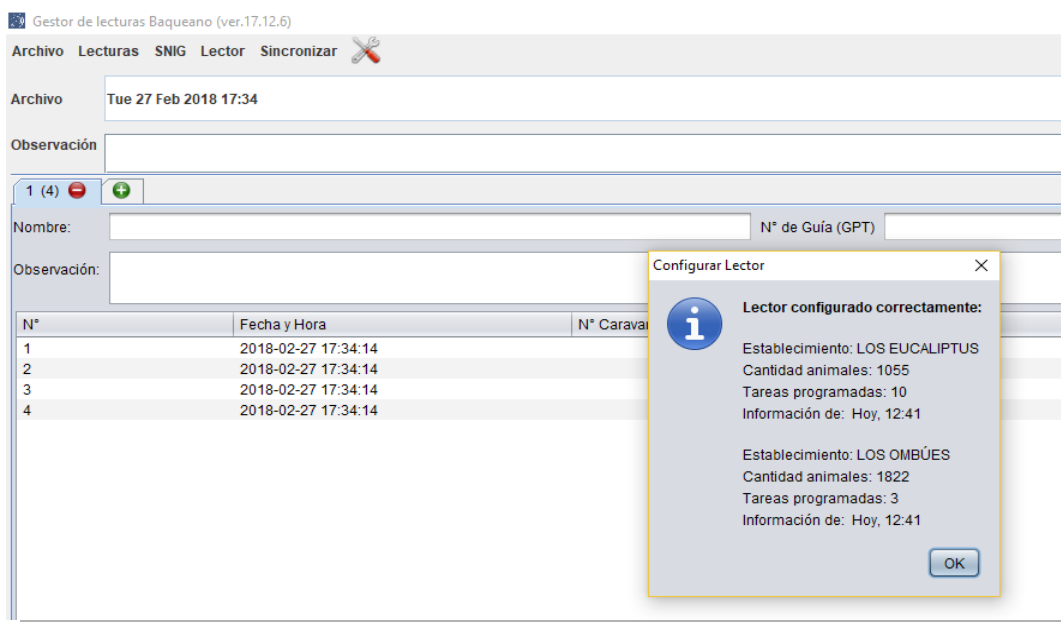 Gestor de lecturas Baqueano (ver.17.12.6)
Archivo Lecturas SNIG Lector Sincronizar
Archivo Tue 27 Feb 2018 17:34
Observación
1 (4)
Nombre: N° de Guía (GPT)
Observación:
N° Fecha y Hora N° Caravan
1 2018-02-27 17:34:14
2 2018-02-27 17:34:14
3 2018-02-27 17:34:14
4 2018-02-27 17:34:14
Configurar Lector
Lector configurado correctamente:
Establecimiento: LOS EUCALIPTUS
Cantidad animales: 1055
Tareas programadas: 10
Información de: Hoy, 12:41
Establecimiento: LOS OMBÚES
Cantidad animales: 1822
Tareas programadas: 3
Información de: Hoy, 12:41
OK